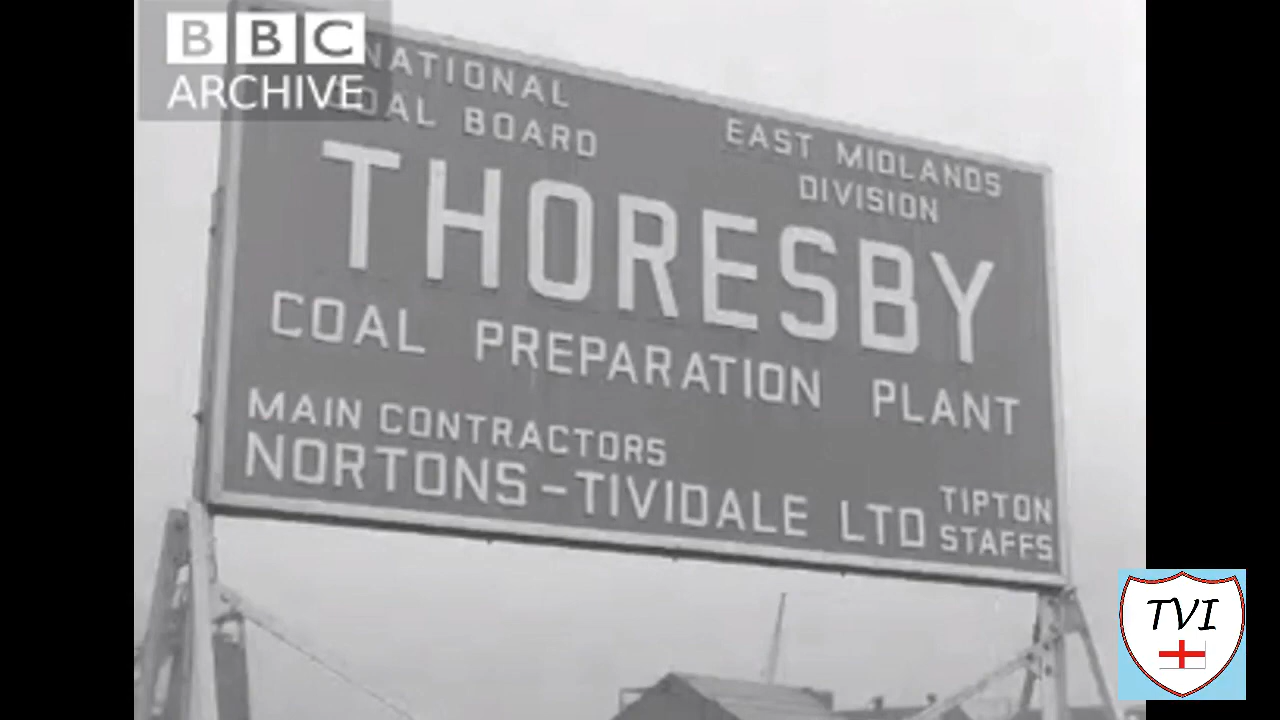 BBC
ARCHIVE
NATIONAL
COAL BOARD
EAST MIDLANDS
DIVISION
THORESBY
COAL PREPARATION PLANT
MAIN CONTRACTORS
NORTONS-TIVIDALE LTD
TIPTON
STAFFS
TVI